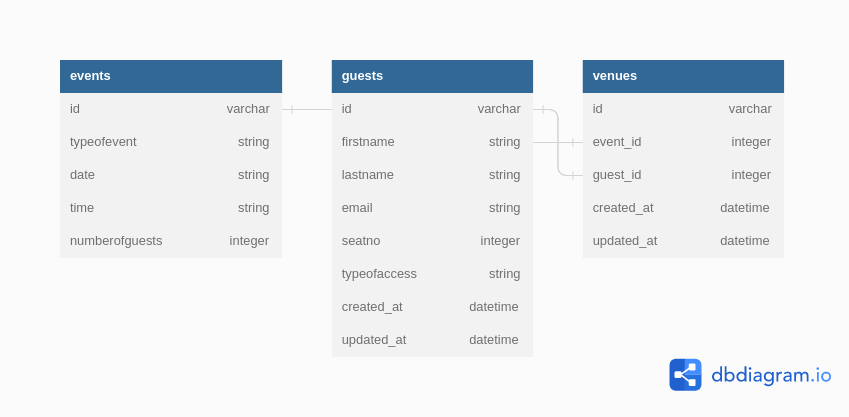 events
id varchar
typeofevent string
date string
time string
numberofguests integer
guests
id varchar
firstname string
lastname string
email string
seatno integer
typeofaccess string
created_at datetime
updated_at datetime
venues
id varchar
event_id integer
guest_id integer
created_at datetime
updated_at datetime
dbdiagram.io